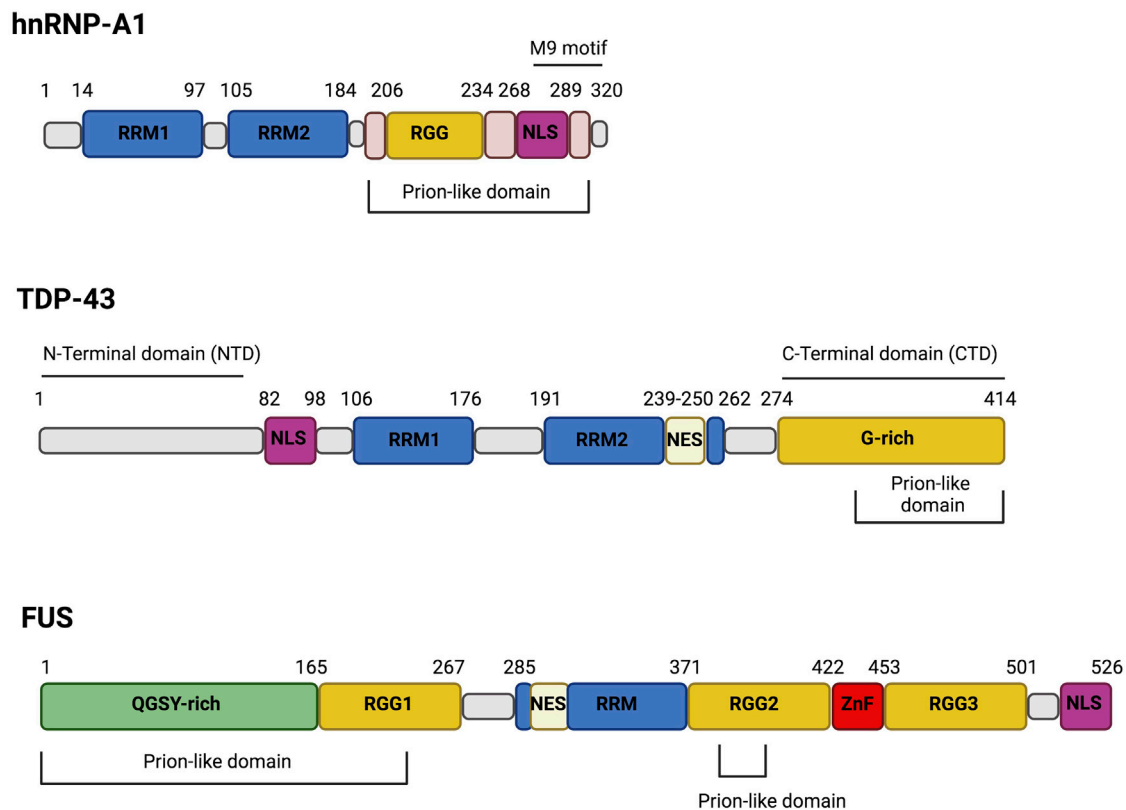 hnRNP-A1
M9 motif
1 14 97 105 184 206 234 268 289 320
RRM1 RRM2 RGG NLS
Prion-like domain
TDP-43
N-Terminal domain (NTD) C-Terminal domain (CTD)
1 82 98 106 176 191 239-250 262 274 414
NLS RRM1 RRM2 NES G-rich
Prion-like
domain
FUS
1 165 267 285 371 422 453 501 526
QGSY-rich RGG1 NES RRM RGG2 ZnF RGG3 NLS
Prion-like domain
Prion-like domain